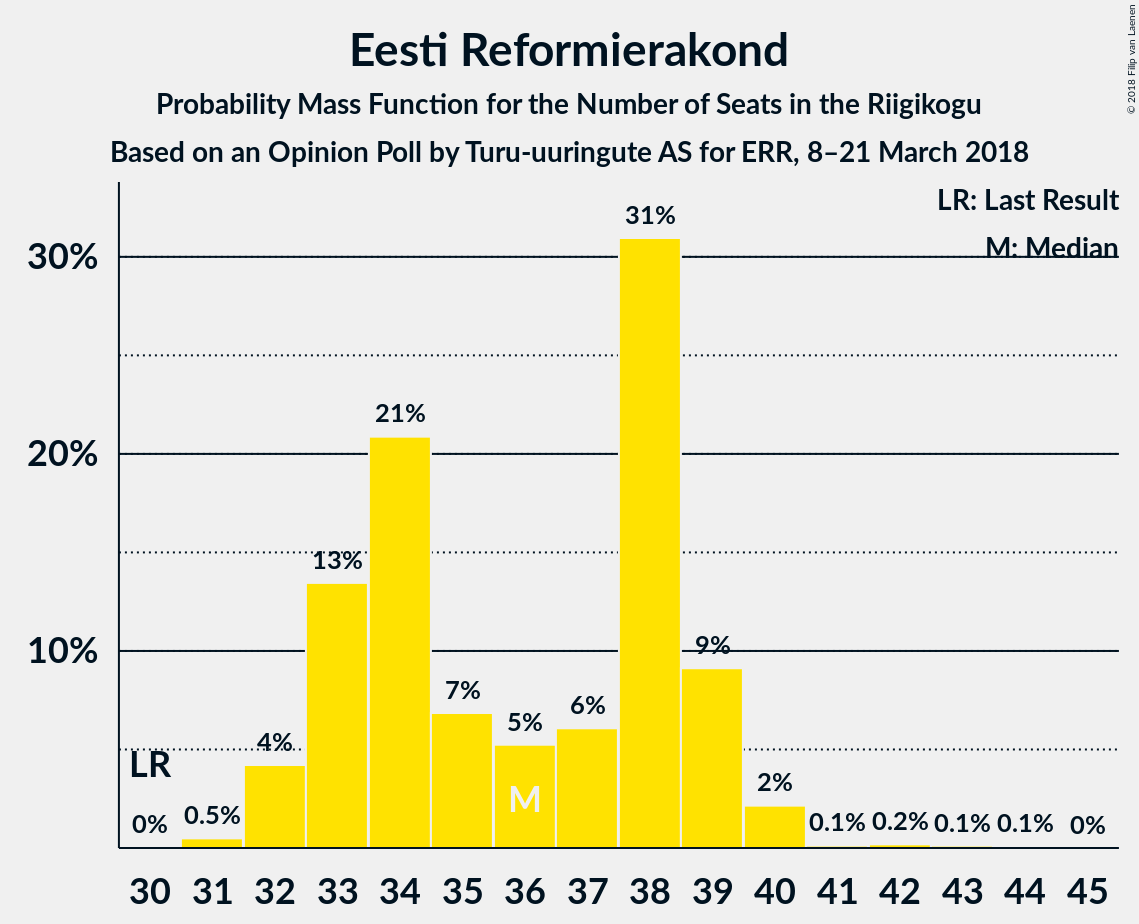 Eesti Reformierakond
Probability Mass Function for the Number of Seats in the Riigikogu
Based on an Opinion Poll by Turu-uuringute AS for ERR, 8–21 March 2018
© 2018 Filip van Laenen
LR: Last Result
M: Median
30%
20%
10%
LR
M
0%
0.5%
4%
13%
21%
7%
5%
6%
31%
9%
2%
0.1%
0.2%
0.1%
0.1%
0%
30 31 32 33 34 35 36 37 38 39 40 41 42 43 44 45